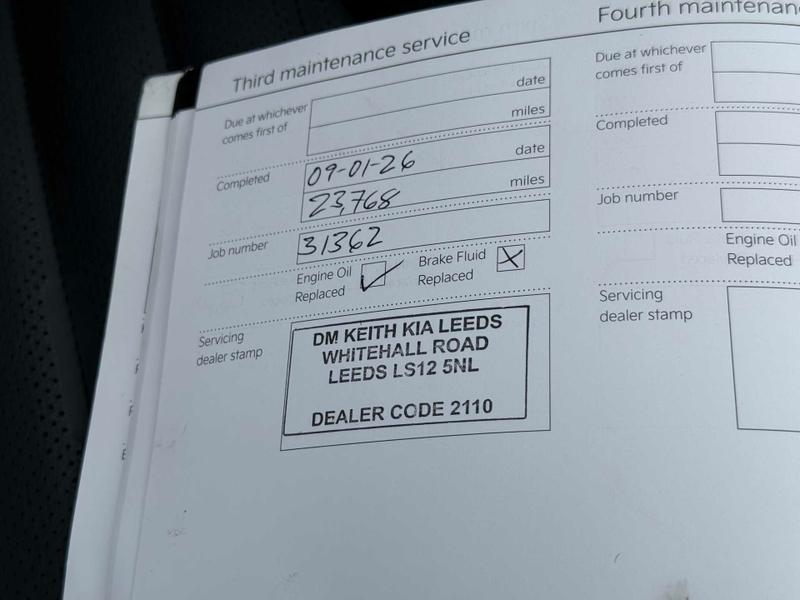 Third maintenance service
Due at whichever
comes first of
date
miles
Completed
09-01-26
date
23,768
miles
Job number
31362
Engine Oil
Replaced
Brake Fluid
Replaced
Servicing
dealer stamp
DM KEITH KIA LEEDS
WHITEHALL ROAD
LEEDS LS12 5NL
DEALER CODE 2110
Fourth maintenan
Due at whichever
comes first of
Completed
Job number
Engine Oil
Replaced
Servicing
dealer stamp